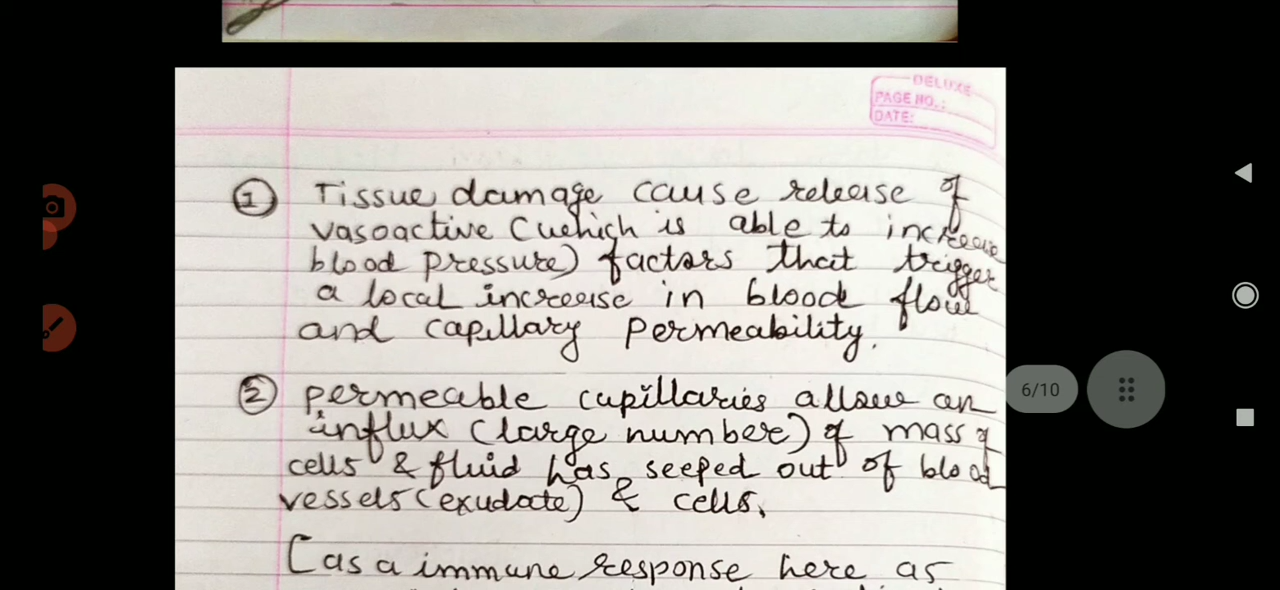 DELUXE
PAGE NO.:
DATE:
① Tissue damage cause release of
vasoactive (which is able to increase
blood pressure) factors that trigger
a local increase in blood flow
and capillary permeability.
② permeable capillaries allow an
influx (large number) of mass of
cells & fluid has seeped out of blood
vessels (exudate) & cells.
[as a immune response here as
6/10